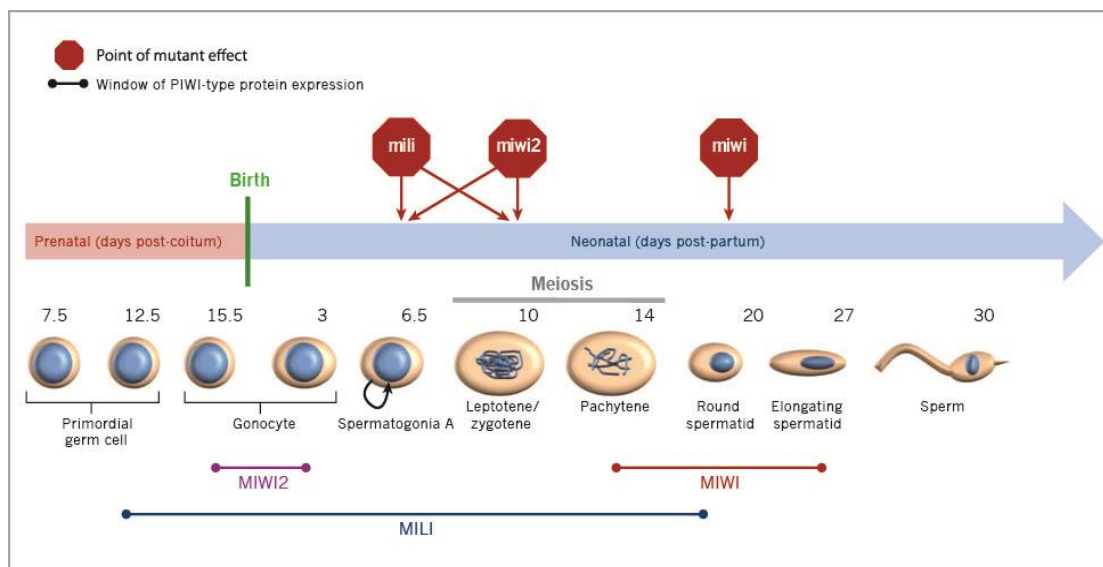 Point of mutant effect
Window of PIWI-type protein expression
mili
miwi2
miwi
Birth
Prenatal (days post-coitum)
Neonatal (days post-partum)
Meiosis
7.5 12.5 15.5 3 6.5 10 14 20 27 30
Primordial
germ cell
Gonocyte
Spermatogonia A
Leptotene/
zygotene
Pachytene
Round
spermatid
Elongating
spermatid
Sperm
MIWI2
MIWI
MILI